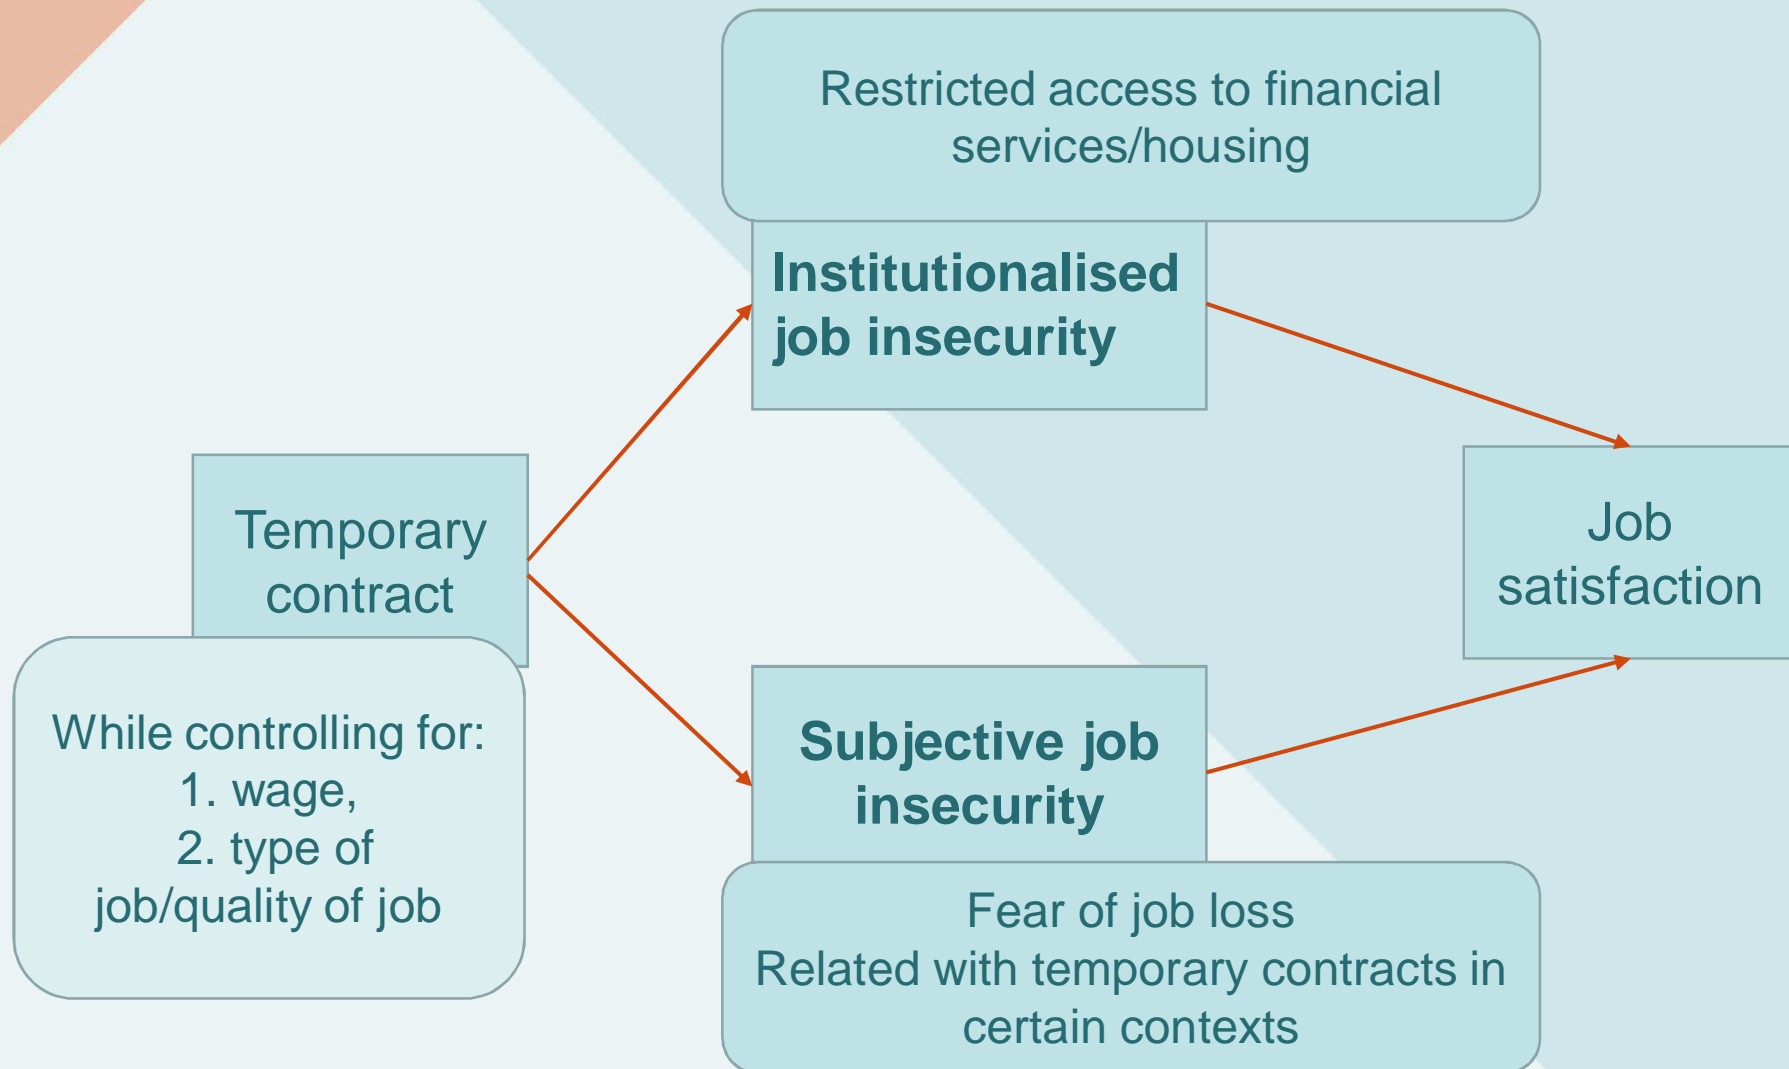 Restricted access to financial
services/housing
Institutionalised
job insecurity
Temporary
contract
While controlling for:
1. wage,
2. type of
job/quality of job
Job
satisfaction
Subjective job
insecurity
Fear of job loss
Related with temporary contracts in
certain contexts